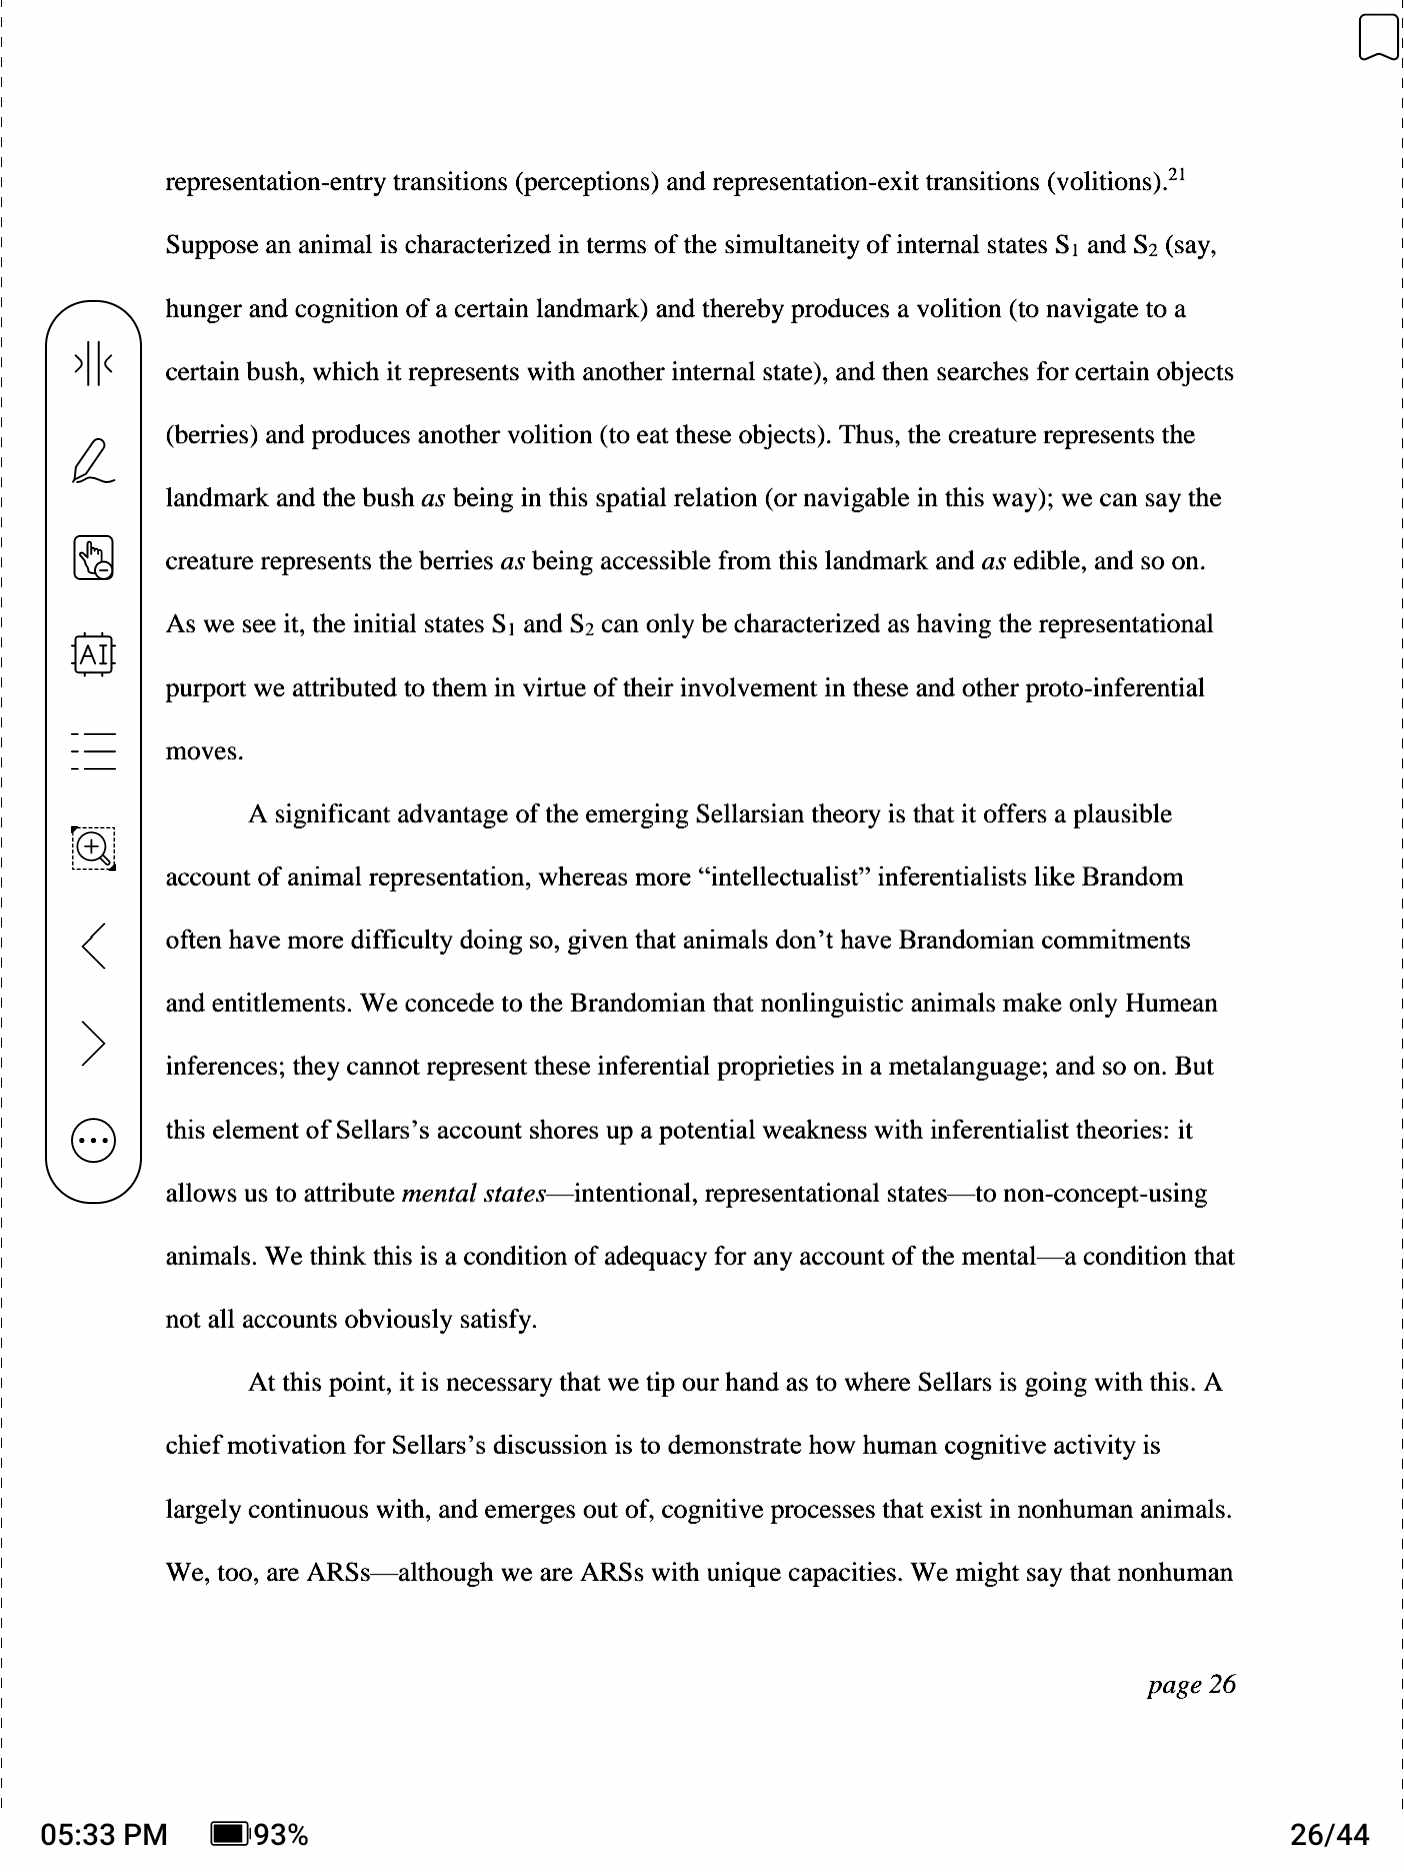 representation-entry transitions (perceptions) and representation-exit transitions (volitions).21
Suppose an animal is characterized in terms of the simultaneity of internal states S1 and S2 (say,
hunger and cognition of a certain landmark) and thereby produces a volition (to navigate to a
certain bush, which it represents with another internal state), and then searches for certain objects
(berries) and produces another volition (to eat these objects). Thus, the creature represents the
landmark and the bush as being in this spatial relation (or navigable in this way); we can say the
creature represents the berries as being accessible from this landmark and as edible, and so on.
As we see it, the initial states S1 and S2 can only be characterized as having the representational
purport we attributed to them in virtue of their involvement in these and other proto-inferential
moves.
A significant advantage of the emerging Sellarsian theory is that it offers a plausible
account of animal representation, whereas more “intellectualist” inferentialists like Brandom
often have more difficulty doing so, given that animals don’t have Brandomian commitments
and entitlements. We concede to the Brandomian that nonlinguistic animals make only Humean
inferences; they cannot represent these inferential proprieties in a metalanguage; and so on. But
this element of Sellars’s account shores up a potential weakness with inferentialist theories: it
allows us to attribute mental states—intentional, representational states—to non-concept-using
animals. We think this is a condition of adequacy for any account of the mental—a condition that
not all accounts obviously satisfy.
At this point, it is necessary that we tip our hand as to where Sellars is going with this. A
chief motivation for Sellars’s discussion is to demonstrate how human cognitive activity is
largely continuous with, and emerges out of, cognitive processes that exist in nonhuman animals.
We, too, are ARSs—although we are ARSs with unique capacities. We might say that nonhuman
page 26
AI
05:33 PM 93% 26/44